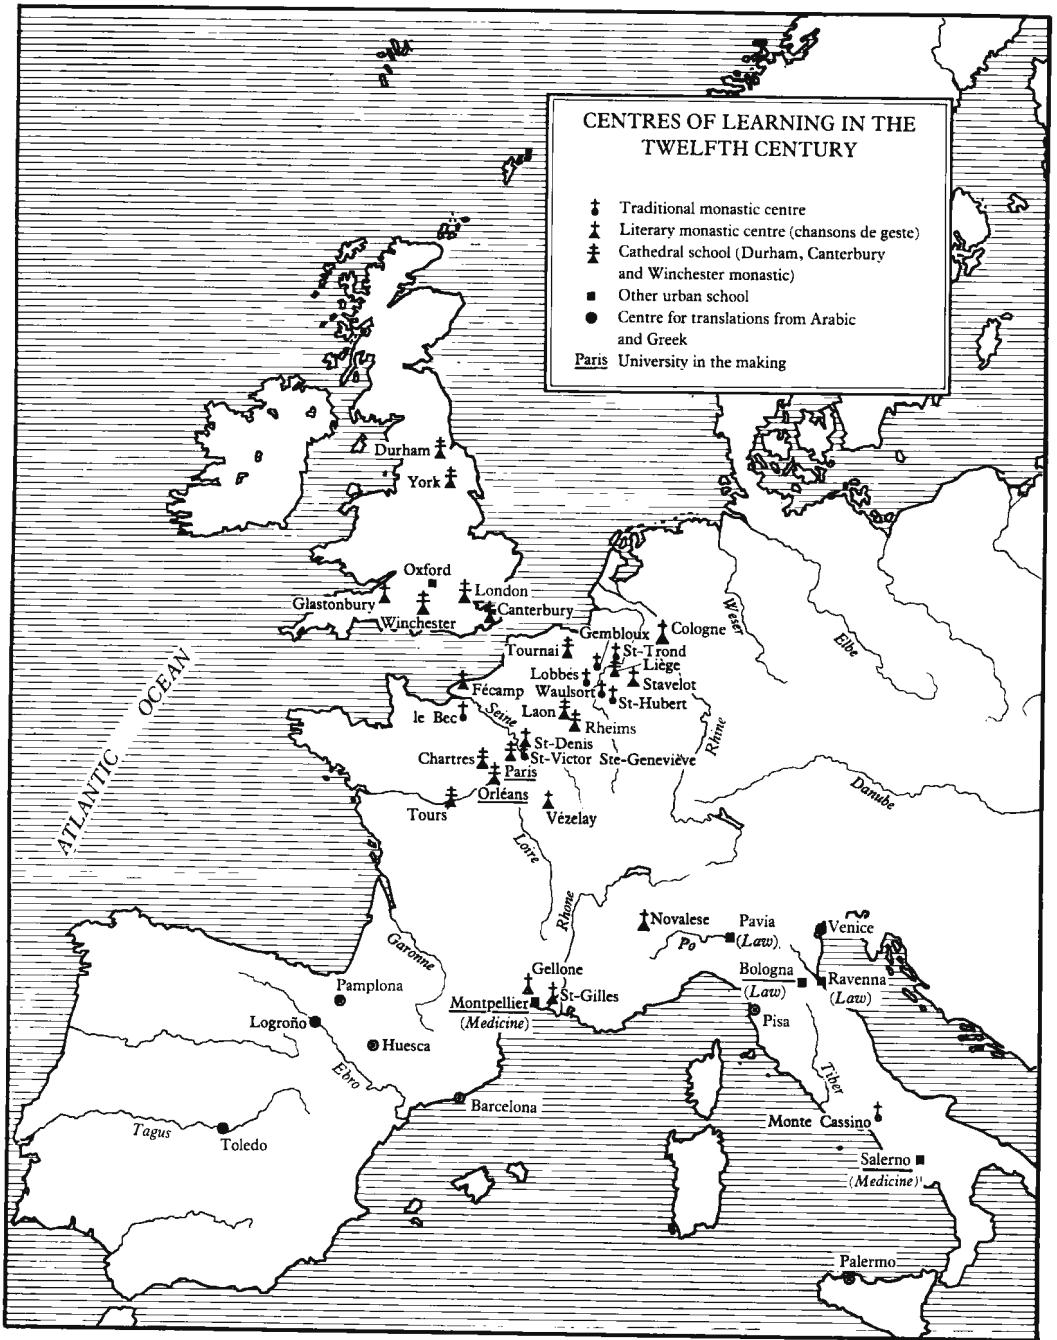 CENTRES OF LEARNING IN THE
TWELFTH CENTURY
Traditional monastic centre
Literary monastic centre (chansons de geste)
Cathedral school (Durham, Canterbury
and Winchester monastic)
Other urban school
Centre for translations from Arabic
and Greek
Paris University in the making
Durham
York
Oxford
London
Glastonbury
Canterbury
Winchester
Weser
Elbe
Cologne
Gembloux
St-Trond
Tournai
Liège
Lobbes
Stavelot
Waulsort
St-Hubert
Fécamp
le Bec
Seine
Laon
Rheims
Rhine
St-Denis
Chartres
St-Victor Ste-Geneviève
Paris
Orléans
Tours
Vézelay
Danube
ATLANTIC OCEAN
Loire
Rhone
Garonne
Novalese
Po
Pavia
(Law)
Venice
Bologna
(Law)
Ravenna
(Law)
Gellone
St-Gilles
Montpellier
(Medicine)
Pisa
Pamplona
Logroño
Huesca
Ebro
Tiber
Barcelona
Monte Cassino
Tagus
Toledo
Salerno
(Medicine)
Palermo